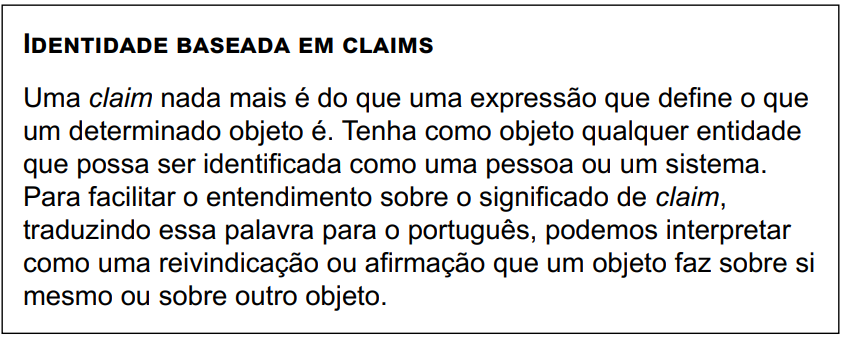 IDENTIDADE BASEADA EM CLAIMS
Uma claim nada mais é do que uma expressão que define o que
um determinado objeto é. Tenha como objeto qualquer entidade
que possa ser identificada como uma pessoa ou um sistema.
Para facilitar o entendimento sobre o significado de claim,
traduzindo essa palavra para o português, podemos interpretar
como uma reivindicação ou afirmação que um objeto faz sobre si
mesmo ou sobre outro objeto.